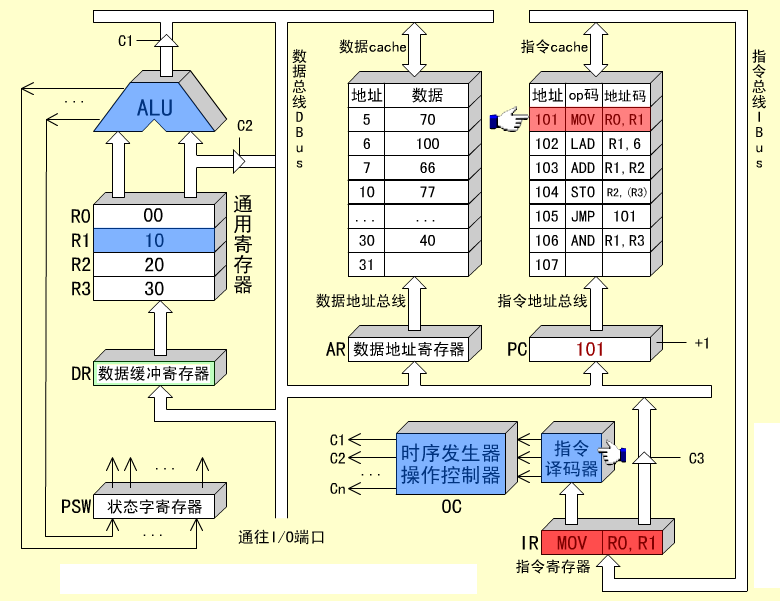 C1
ALU
...
C2
数据总线DBus
数据cache
指令cache
指令总线IBus
地址 数据
5 70
6 100
7 66
10 77
... ...
30 40
31
地址 op码 地址码
101 MOV R0,R1
102 LAD R1,6
103 ADD R1,R2
104 STO R2,(R3)
105 JMP 101
106 AND R1,R3
107
R0 00
R1 10
R2 20
R3 30
通用寄存器
数据地址总线
指令地址总线
AR 数据地址寄存器
PC 101
+1
DR 数据缓冲寄存器
C1
C2
...
Cn
时序发生器
操作控制器
OC
指令
译码器
C3
...
PSW 状态字寄存器
...
通往I/O端口
IR MOV R0,R1
指令寄存器